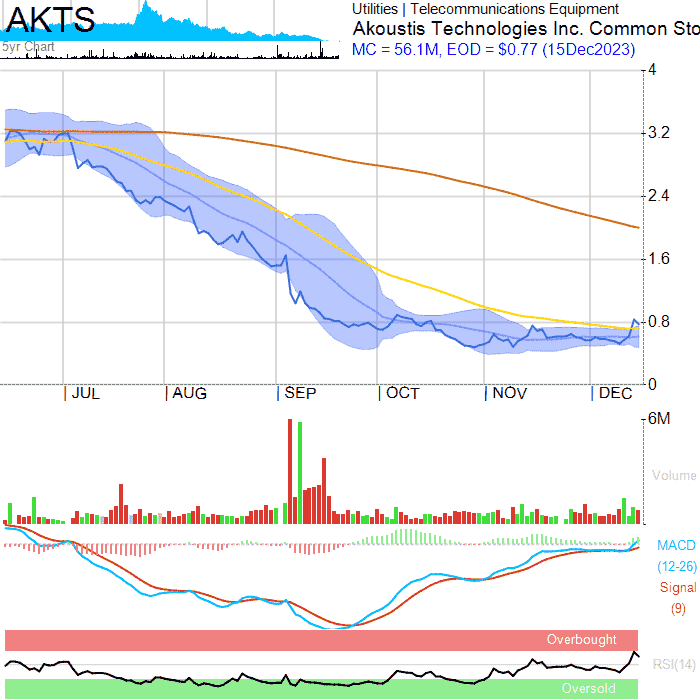 AKTS
5yr Chart
Utilities | Telecommunications Equipment
Akoustis Technologies Inc. Common Sto
MC = 56.1M, EOD = $0.77 (15Dec2023)
4
3.2
2.4
1.6
0.8
0
JUL AUG SEP OCT NOV DEC
6M
Volume
MACD
(12-26)
Signal
(9)
Overbought
RSI(14)
Oversold